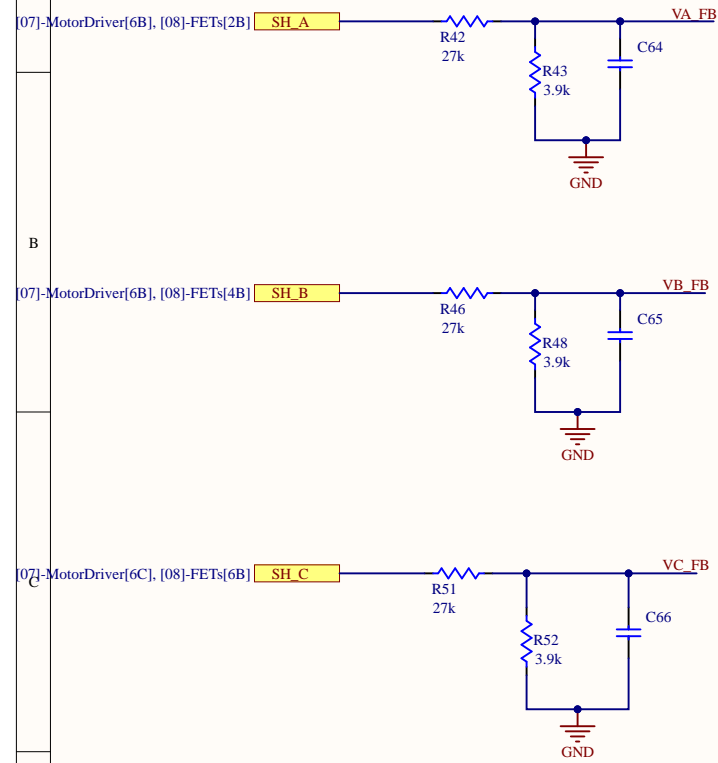 [07]-MotorDriver[6B], [08]-FETs[2B] SH_A VA_FB
R42
27k
C64
R43
3.9k
GND
B
[07]-MotorDriver[6B], [08]-FETs[4B] SH_B VB_FB
R46
27k
C65
R48
3.9k
GND
[07]-MotorDriver[6C], [08]-FETs[6B] SH_C VC_FB
C
R51
27k
C66
R52
3.9k
GND